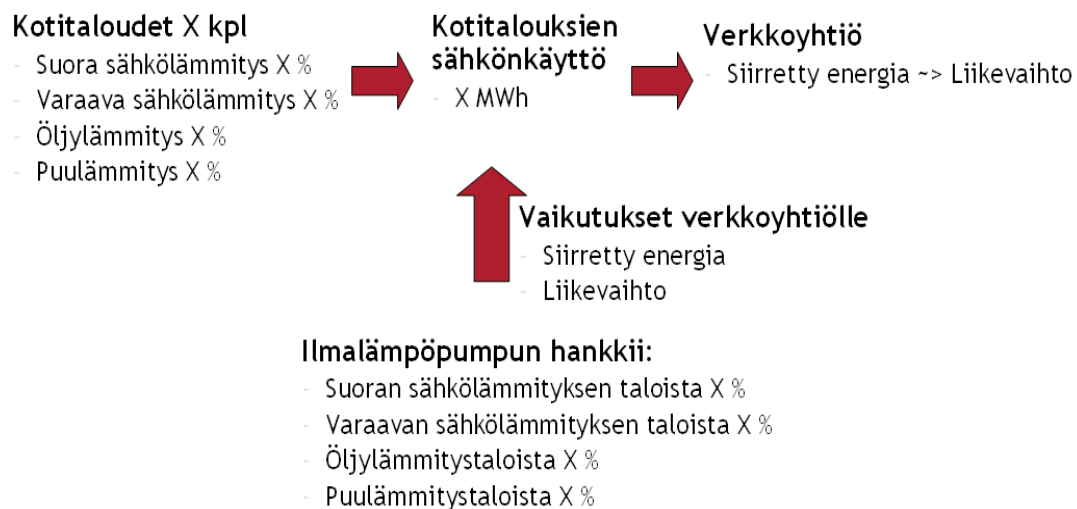 Kotitaloudet X kpl
- Suora sähkölämmitys X %
- Varaava sähkölämmitys X %
- Öljylämmitys X %
- Puulämmitys X %
Kotitalouksien
sähkönkäyttö
- X MWh
Verkkoyhtiö
- Siirretty energia ~> Liikevaihto
Vaikutukset verkkoyhtiölle
- Siirretty energia
- Liikevaihto
Ilmalämpöpumpun hankkii:
- Suoran sähkölämmityksen taloista X %
- Varaavan sähkölämmityksen taloista X %
- Öljylämmitystaloista X %
- Puulämmitystaloista X %